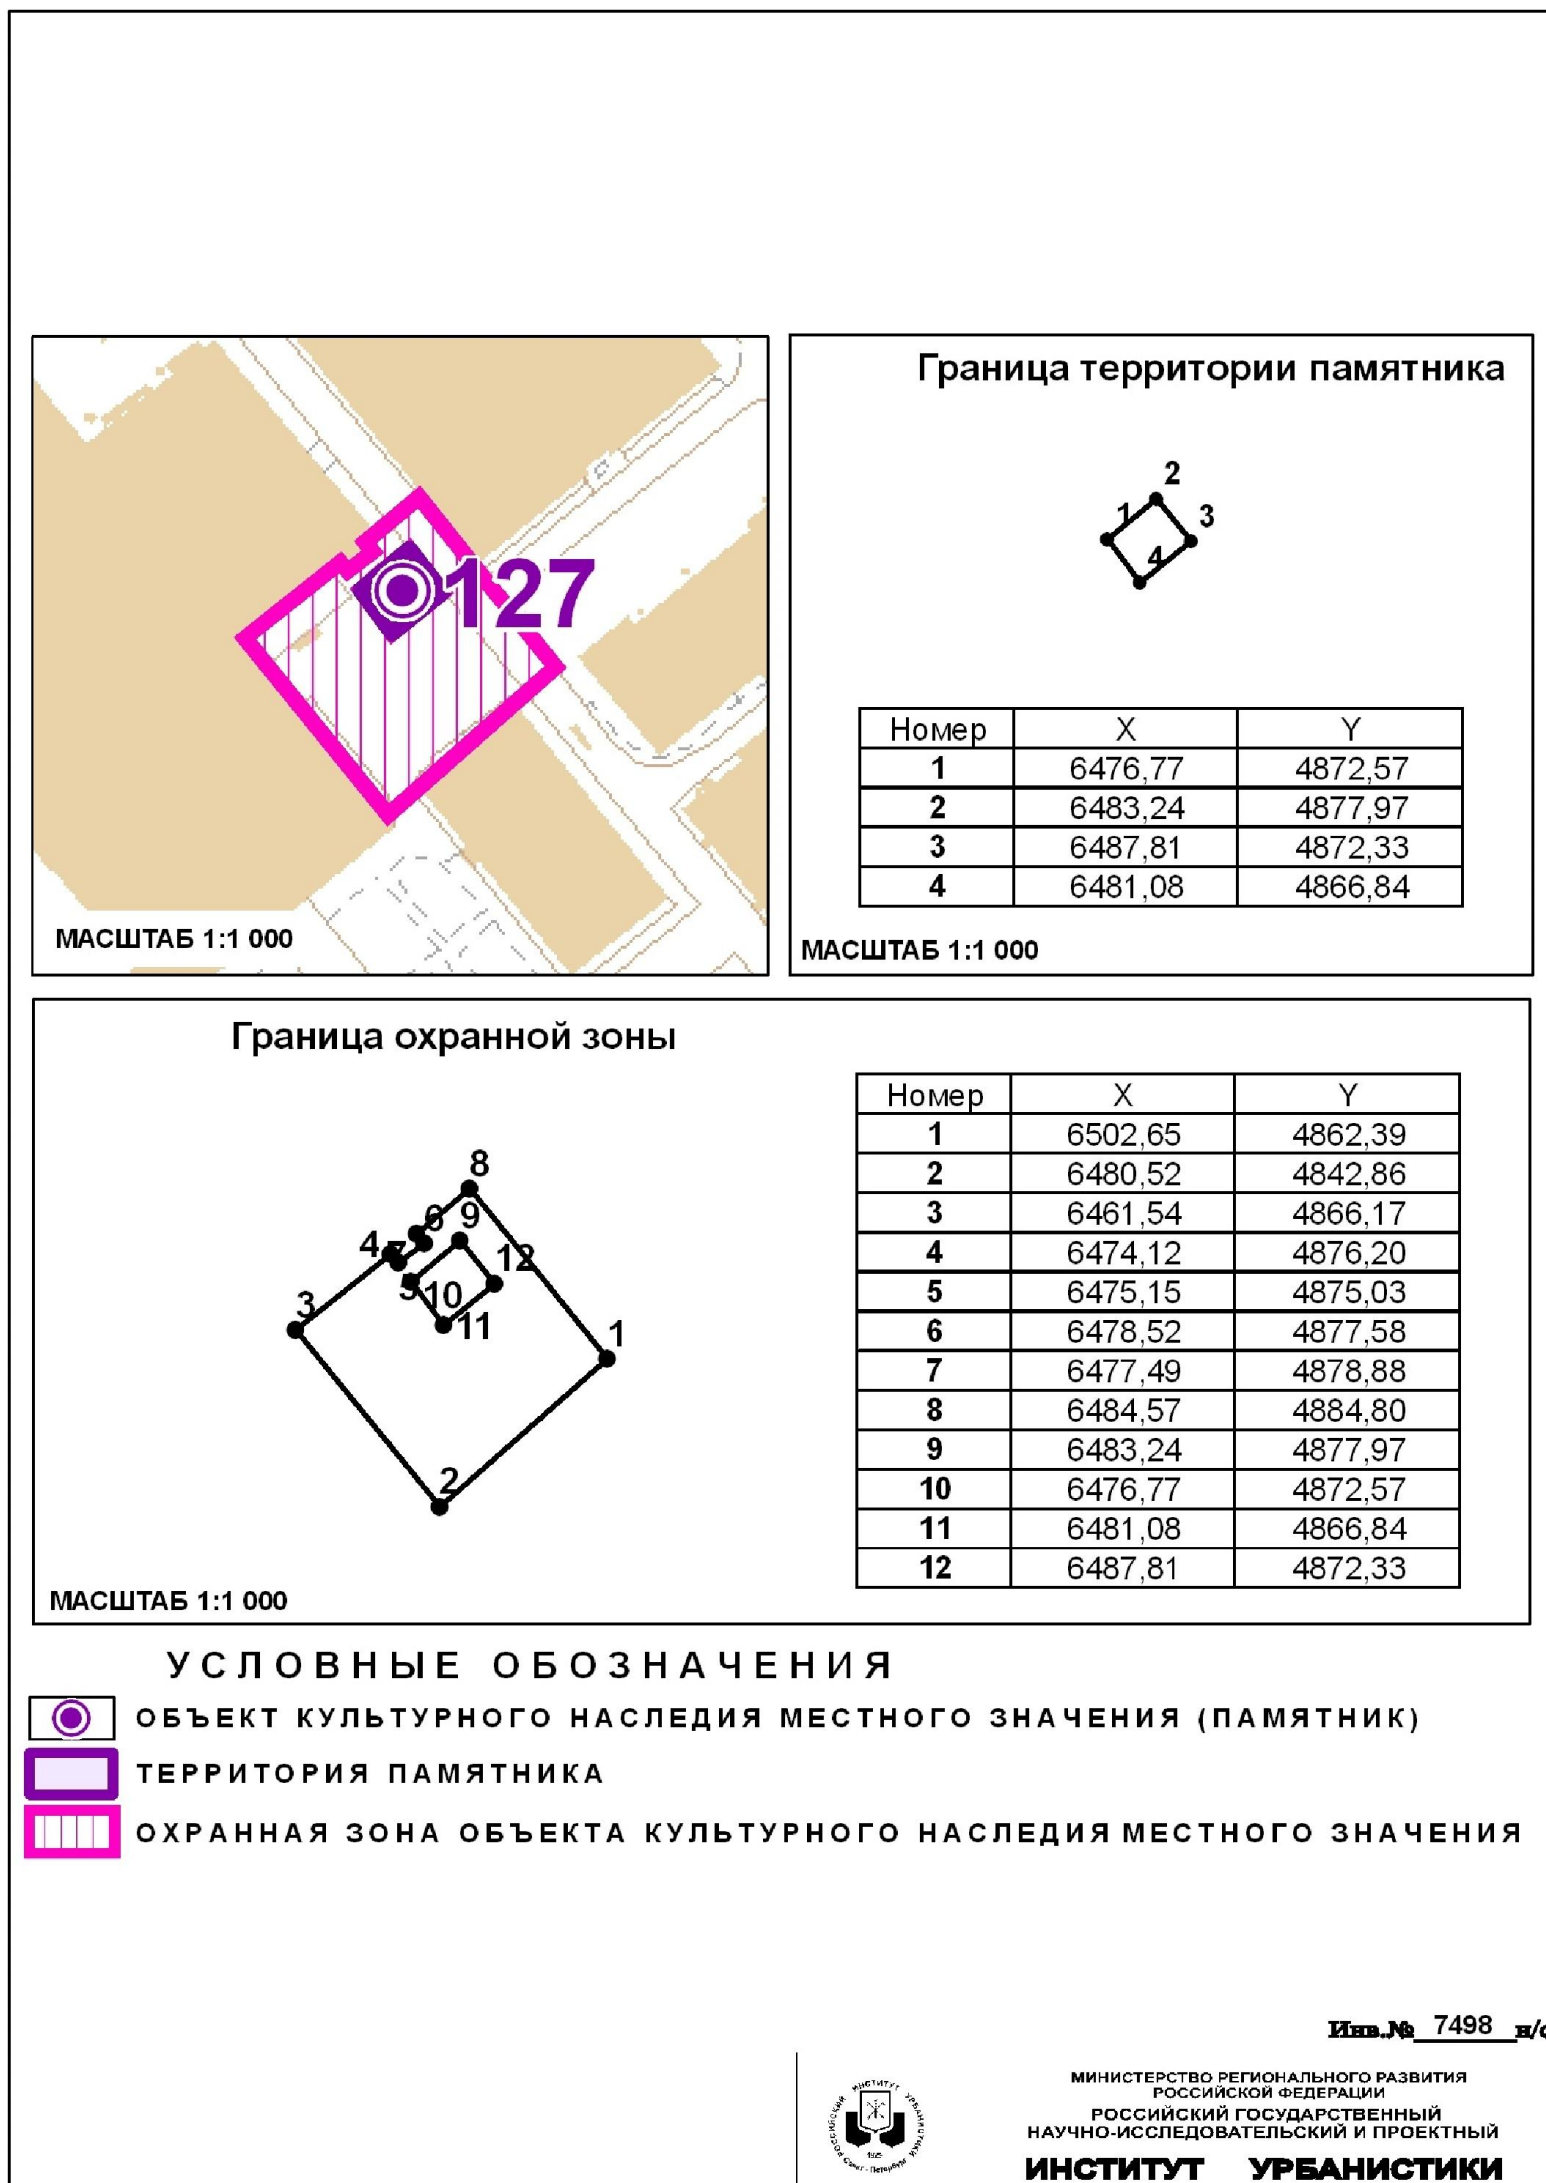 127
МАСШТАБ 1:1 000
Граница территории памятника
2
1
3
4
Номер X Y
1 6476,77 4872,57
2 6483,24 4877,97
3 6487,81 4872,33
4 6481,08 4866,84
МАСШТАБ 1:1 000
Граница охранной зоны
8
6
9
4
7
12
5
10
3
11
1
2
МАСШТАБ 1:1 000
Номер X Y
1 6502,65 4862,39
2 6480,52 4842,86
3 6461,54 4866,17
4 6474,12 4876,20
5 6475,15 4875,03
6 6478,52 4877,58
7 6477,49 4878,88
8 6484,57 4884,80
9 6483,24 4877,97
10 6476,77 4872,57
11 6481,08 4866,84
12 6487,81 4872,33
УСЛОВНЫЕ ОБОЗНАЧЕНИЯ
ОБЪЕКТ КУЛЬТУРНОГО НАСЛЕДИЯ МЕСТНОГО ЗНАЧЕНИЯ (ПАМЯТНИК)
ТЕРРИТОРИЯ ПАМЯТНИКА
ОХРАННАЯ ЗОНА ОБЪЕКТА КУЛЬТУРНОГО НАСЛЕДИЯ МЕСТНОГО ЗНАЧЕНИЯ
Инв.№ 7498
РОССИЙСКИЙ ИНСТИТУТ УРБАНИСТИКИ
1929
Санкт-Петербург
МИНИСТЕРСТВО РЕГИОНАЛЬНОГО РАЗВИТИЯ
РОССИЙСКОЙ ФЕДЕРАЦИИ
РОССИЙСКИЙ ГОСУДАРСТВЕННЫЙ
НАУЧНО-ИССЛЕДОВАТЕЛЬСКИЙ И ПРОЕКТНЫЙ
ИНСТИТУТ УРБАНИСТИКИ